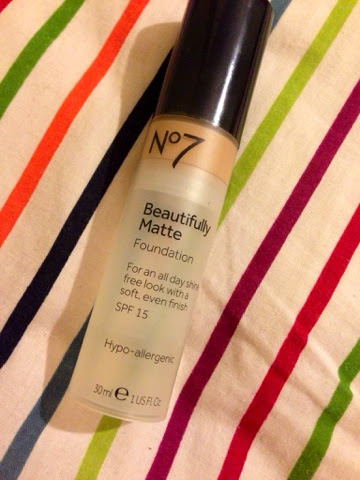 No7
Beautifully
Matte
Foundation
For an all day shine
free look with a
soft, even finish
SPF 15
Hypo-allergenic
30ml ℮ 1 US Fl. Oz